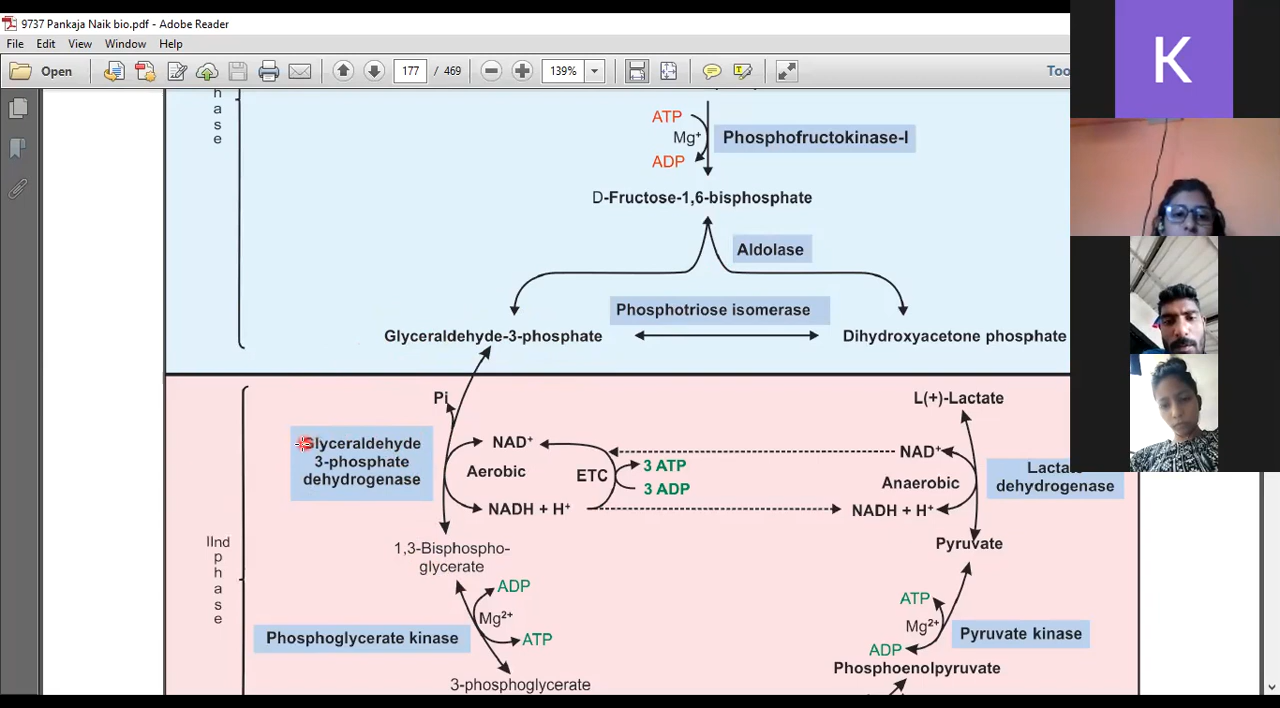 9737 Pankaja Naik bio.pdf - Adobe Reader
File Edit View Window Help
Open 177 / 469 139% Too
K
h
a
s
e
ATP
Mg⁺
ADP
Phosphofructokinase-I
D-Fructose-1,6-bisphosphate
Aldolase
Phosphotriose isomerase
Glyceraldehyde-3-phosphate
Dihydroxyacetone phosphate
Pi
L(+)-Lactate
Glyceraldehyde
3-phosphate
dehydrogenase
NAD⁺
Aerobic
NADH + H⁺
ETC
3 ATP
3 ADP
NAD⁺
Anaerobic
NADH + H⁺
Lactate
dehydrogenase
IInd
p
h
a
s
e
1,3-Bisphospho-
glycerate
Pyruvate
ADP
Mg²⁺
ATP
Phosphoglycerate kinase
ATP
Mg²⁺
ADP
Pyruvate kinase
3-phosphoglycerate
Phosphoenolpyruvate